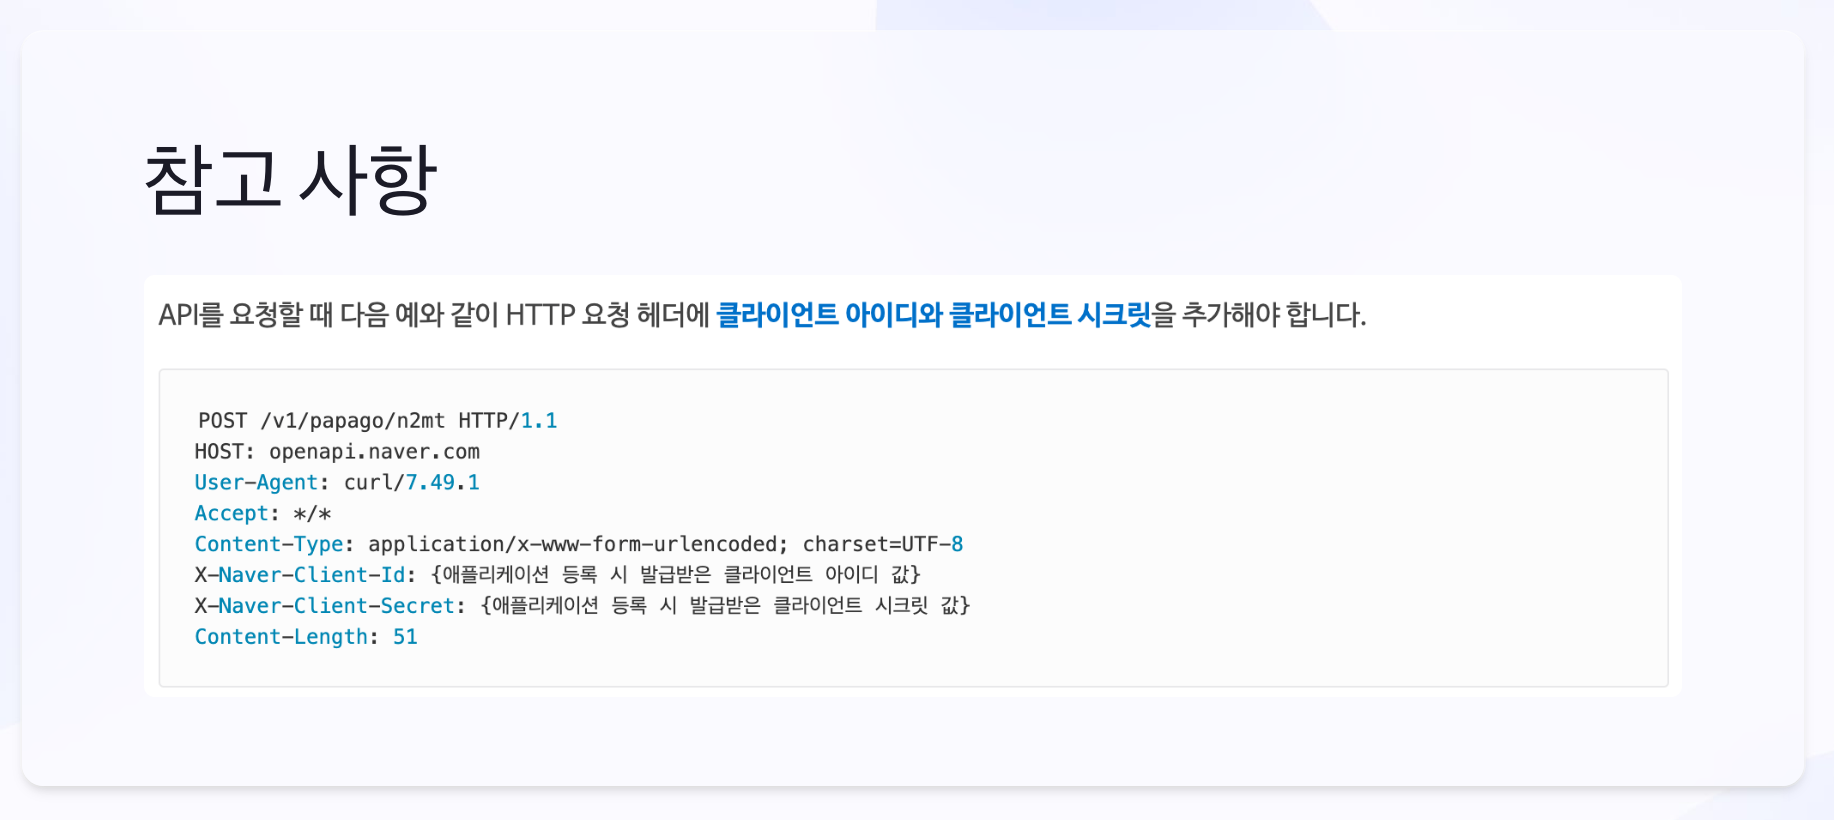 참고 사항
API를 요청할 때 다음 예와 같이 HTTP 요청 헤더에 클라이언트 아이디와 클라이언트 시크릿을 추가해야 합니다.
POST /v1/papago/n2mt HTTP/1.1
HOST: openapi.naver.com
User-Agent: curl/7.49.1
Accept: */*
Content-Type: application/x-www-form-urlencoded; charset=UTF-8
X-Naver-Client-Id: {애플리케이션 등록 시 발급받은 클라이언트 아이디 값}
X-Naver-Client-Secret: {애플리케이션 등록 시 발급받은 클라이언트 시크릿 값}
Content-Length: 51